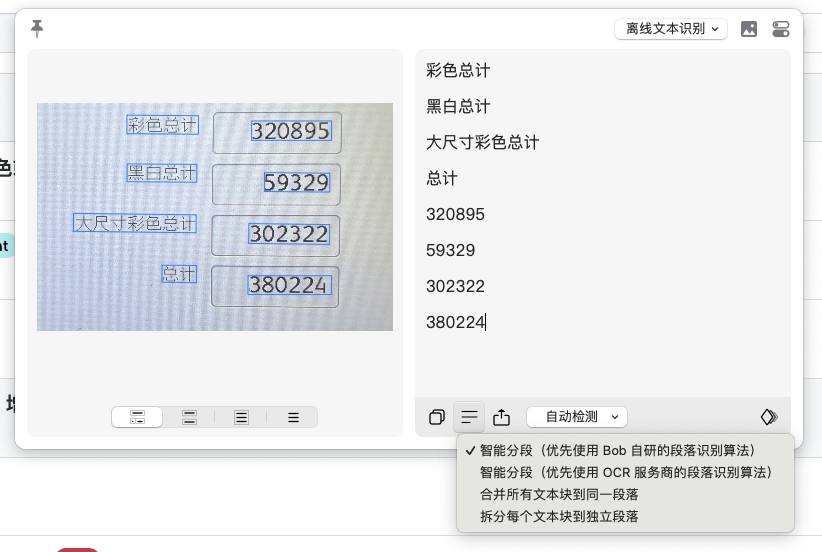 离线文本识别
彩色总计 320895
黑白总计 59329
大尺寸彩色总计 302322
总计 380224
彩色总计
黑白总计
大尺寸彩色总计
总计
320895
59329
302322
380224
自动检测
✓ 智能分段（优先使用 Bob 自研的段落识别算法）
智能分段（优先使用 OCR 服务商的段落识别算法）
合并所有文本块到同一段落
拆分每个文本块到独立段落
nt